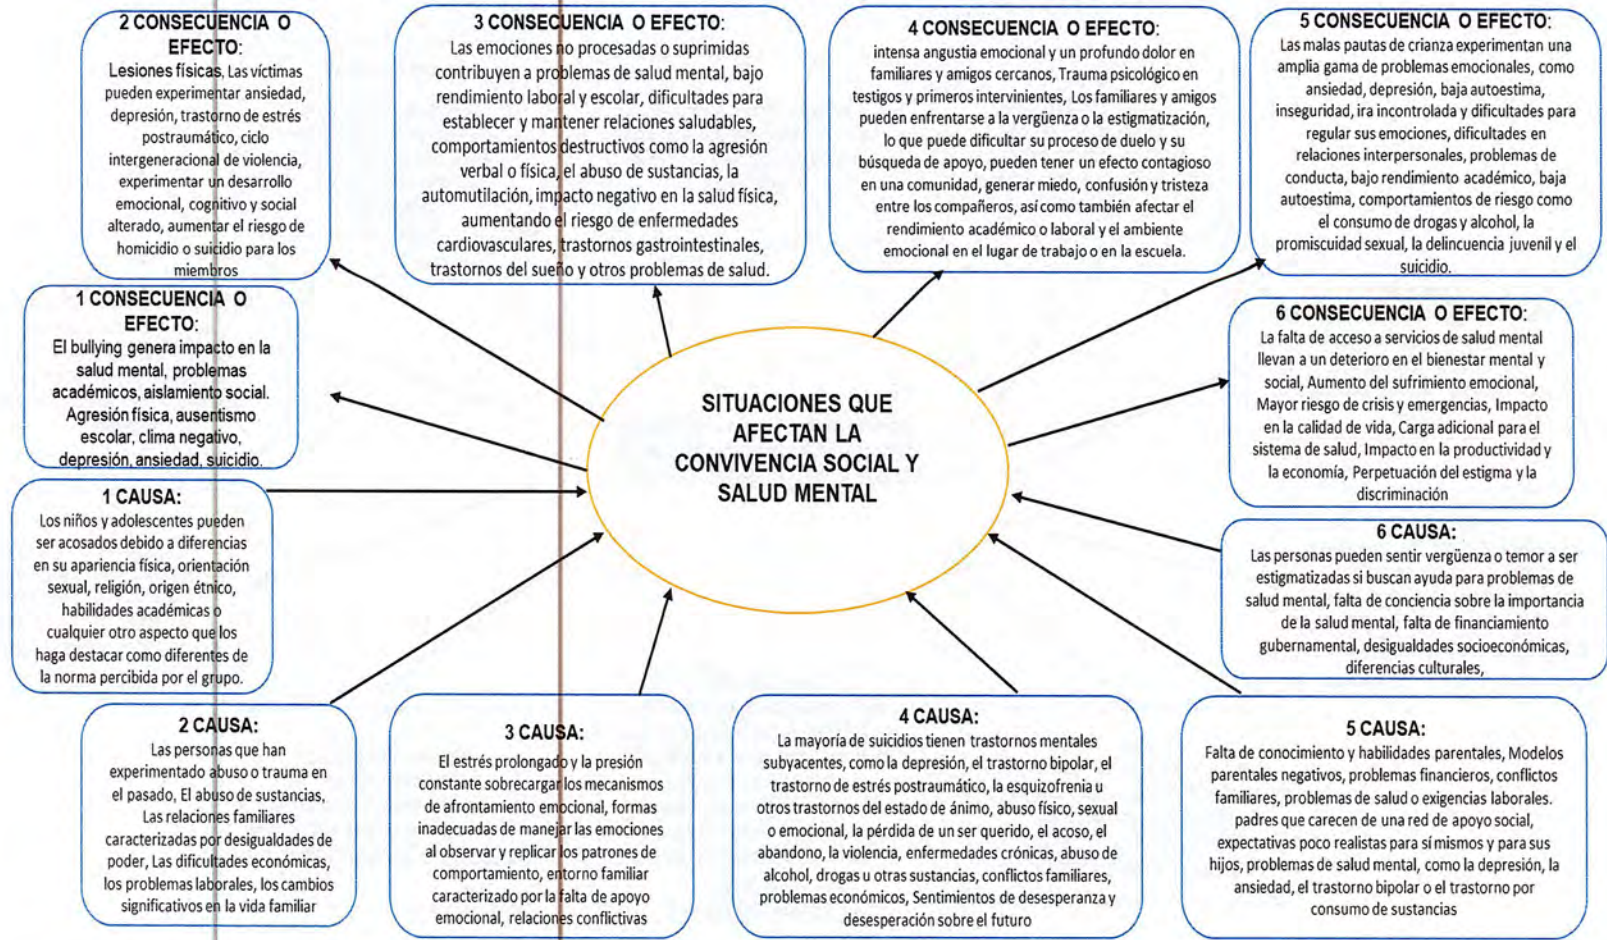 2 CONSECUENCIA O
EFECTO:
Lesiones físicas, Las víctimas
pueden experimentar ansiedad,
depresión, trastorno de estrés
postraumático, ciclo
intergeneracional de violencia,
experimentar un desarrollo
emocional, cognitivo y social
alterado, aumentar el riesgo de
homicidio o suicidio para los
miembros
3 CONSECUENCIA O EFECTO:
Las emociones no procesadas o suprimidas
contribuyen a problemas de salud mental, bajo
rendimiento laboral y escolar, dificultades para
establecer y mantener relaciones saludables,
comportamientos destructivos como la agresión
verbal o física, el abuso de sustancias, la
automutilación, impacto negativo en la salud física,
aumentando el riesgo de enfermedades
cardiovasculares, trastornos gastrointestinales,
trastornos del sueño y otros problemas de salud.
4 CONSECUENCIA O EFECTO:
intensa angustia emocional y un profundo dolor en
familiares y amigos cercanos, Trauma psicológico en
testigos y primeros intervinientes, Los familiares y amigos
pueden enfrentarse a la vergüenza o la estigmatización,
lo que puede dificultar su proceso de duelo y su
búsqueda de apoyo, pueden tener un efecto contagioso
en una comunidad, generar miedo, confusión y tristeza
entre los compañeros, así como también afectar el
rendimiento académico o laboral y el ambiente
emocional en el lugar de trabajo o en la escuela.
5 CONSECUENCIA O EFECTO:
Las malas pautas de crianza experimentan una
amplia gama de problemas emocionales, como
ansiedad, depresión, baja autoestima,
inseguridad, ira incontrolada y dificultades para
regular sus emociones, dificultades en
relaciones interpersonales, problemas de
conducta, bajo rendimiento académico, baja
autoestima, comportamientos de riesgo como
el consumo de drogas y alcohol, la
promiscuidad sexual, la delincuencia juvenil y el
suicidio.
1 CONSECUENCIA O
EFECTO:
El bullying genera impacto en la
salud mental, problemas
académicos, aislamiento social.
Agresión física, ausentismo
escolar, clima negativo,
depresión, ansiedad, suicidio.
6 CONSECUENCIA O EFECTO:
La falta de acceso a servicios de salud mental
llevan a un deterioro en el bienestar mental y
social, Aumento del sufrimiento emocional,
Mayor riesgo de crisis y emergencias, Impacto
en la calidad de vida, Carga adicional para el
sistema de salud, Impacto en la productividad y
la economía, Perpetuación del estigma y la
discriminación
SITUACIONES QUE
AFECTAN LA
CONVIVENCIA SOCIAL Y
SALUD MENTAL
1 CAUSA:
Los niños y adolescentes pueden
ser acosados debido a diferencias
en su apariencia física, orientación
sexual, religión, origen étnico,
habilidades académicas o
cualquier otro aspecto que los
haga destacar como diferentes de
la norma percibida por el grupo.
6 CAUSA:
Las personas pueden sentir vergüenza o temor a ser
estigmatizadas si buscan ayuda para problemas de
salud mental, falta de conciencia sobre la importancia
de la salud mental, falta de financiamiento
gubernamental, desigualdades socioeconómicas,
diferencias culturales,
2 CAUSA:
Las personas que han
experimentado abuso o trauma en
el pasado, El abuso de sustancias,
Las relaciones familiares
caracterizadas por desigualdades de
poder, Las dificultades económicas,
los problemas laborales, los cambios
significativos en la vida familiar
3 CAUSA:
El estrés prolongado y la presión
constante sobrecargar los mecanismos
de afrontamiento emocional, formas
inadecuadas de manejar las emociones
al observar y replicar los patrones de
comportamiento, entorno familiar
caracterizado por la falta de apoyo
emocional, relaciones conflictivas
4 CAUSA:
La mayoría de suicidios tienen trastornos mentales
subyacentes, como la depresión, el trastorno bipolar, el
trastorno de estrés postraumático, la esquizofrenia u
otros trastornos del estado de ánimo, abuso físico, sexual
o emocional, la pérdida de un ser querido, el acoso, el
abandono, la violencia, enfermedades crónicas, abuso de
alcohol, drogas u otras sustancias, conflictos familiares,
problemas económicos, Sentimientos de desesperanza y
desesperación sobre el futuro
5 CAUSA:
Falta de conocimiento y habilidades parentales, Modelos
parentales negativos, problemas financieros, conflictos
familiares, problemas de salud o exigencias laborales.
padres que carecen de una red de apoyo social,
expectativas poco realistas para sí mismos y para sus
hijos, problemas de salud mental, como la depresión, la
ansiedad, el trastorno bipolar o el trastorno por
consumo de sustancias